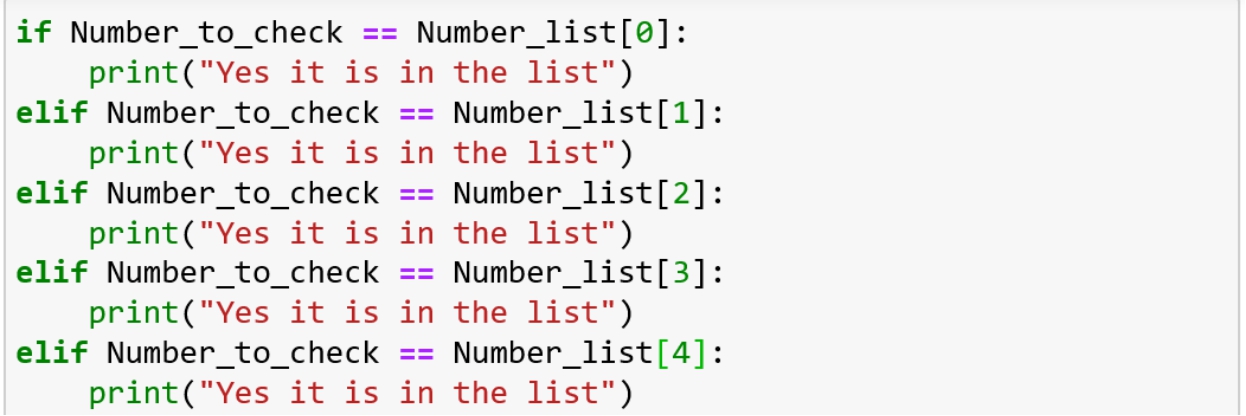 if Number_to_check == Number_list[0]:
    print("Yes it is in the list")
elif Number_to_check == Number_list[1]:
    print("Yes it is in the list")
elif Number_to_check == Number_list[2]:
    print("Yes it is in the list")
elif Number_to_check == Number_list[3]:
    print("Yes it is in the list")
elif Number_to_check == Number_list[4]:
    print("Yes it is in the list")